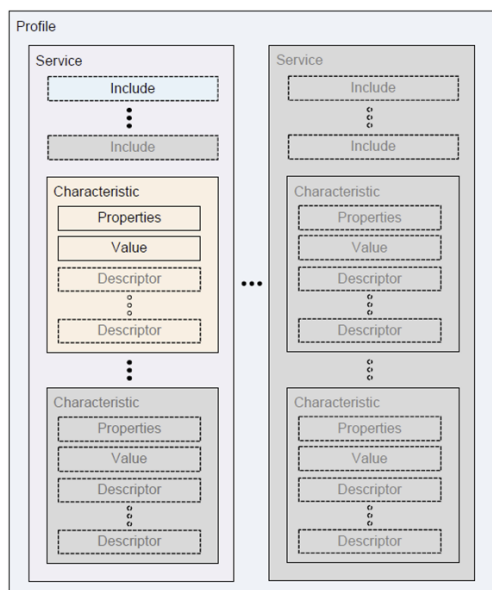 Profile
Service
Include
Include
Characteristic
Properties
Value
Descriptor
Descriptor
Characteristic
Properties
Value
Descriptor
Descriptor
Service
Include
Include
Characteristic
Properties
Value
Descriptor
Descriptor
Characteristic
Properties
Value
Descriptor
Descriptor